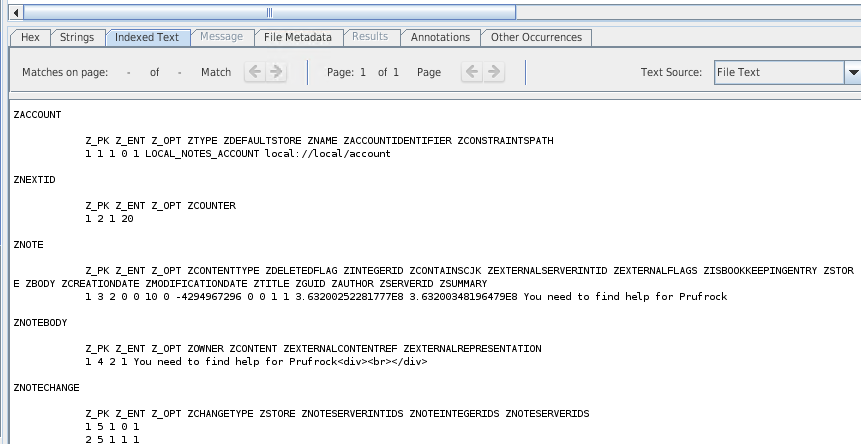 Hex Strings Indexed Text Message File Metadata Results Annotations Other Occurrences
Matches on page: - of - Match Page: 1 of 1 Page Text Source: File Text
ZACCOUNT
Z_PK Z_ENT Z_OPT ZTYPE ZDEFAULTSTORE ZNAME ZACCOUNTIDENTIFIER ZCONSTRAINTSPATH
1 1 1 0 1 LOCAL_NOTES_ACCOUNT local://local/account
ZNEXTID
Z_PK Z_ENT Z_OPT ZCOUNTER
1 2 1 20
ZNOTE
Z_PK Z_ENT Z_OPT ZCONTENTTYPE ZDELETEDFLAG ZINTEGERID ZCONTAINSCJK ZEXTERNALSERVERINTID ZEXTERNALFLAGS ZISBOOKKEEPINGENTRY ZSTOR
E ZBODY ZCREATIONDATE ZMODIFICATIONDATE ZTITLE ZGUID ZAUTHOR ZSERVERID ZSUMMARY
1 3 2 0 0 10 0 -4294967296 0 0 1 1 3.63200252281777E8 3.63200348196479E8 You need to find help for Prufrock
ZNOTEBODY
Z_PK Z_ENT Z_OPT ZOWNER ZCONTENT ZEXTERNALCONTENTREF ZEXTERNALREPRESENTATION
1 4 2 1 You need to find help for Prufrock<div><br></div>
ZNOTECHANGE
Z_PK Z_ENT Z_OPT ZCHANGETYPE ZSTORE ZNOTESERVERINTIDS ZNOTEINTEGERIDS ZNOTESERVERIDS
1 5 1 0 1
2 5 1 1 1